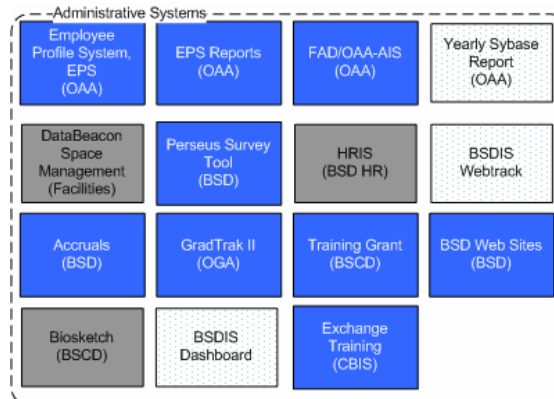 Administrative Systems
Employee
Profile System,
EPS
(OAA)
EPS Reports
(OAA)
FAD/OAA-AIS
(OAA)
Yearly Sybase
Report
(OAA)
DataBeacon
Space
Management
(Facilities)
Perseus Survey
Tool
(BSD)
HRIS
(BSD HR)
BSDIS
Webtrack
Accruals
(BSD)
GradTrak II
(OGA)
Training Grant
(BSCD)
BSD Web Sites
(BSD)
Biosketch
(BSCD)
BSDIS
Dashboard
Exchange
Training
(CBIS)